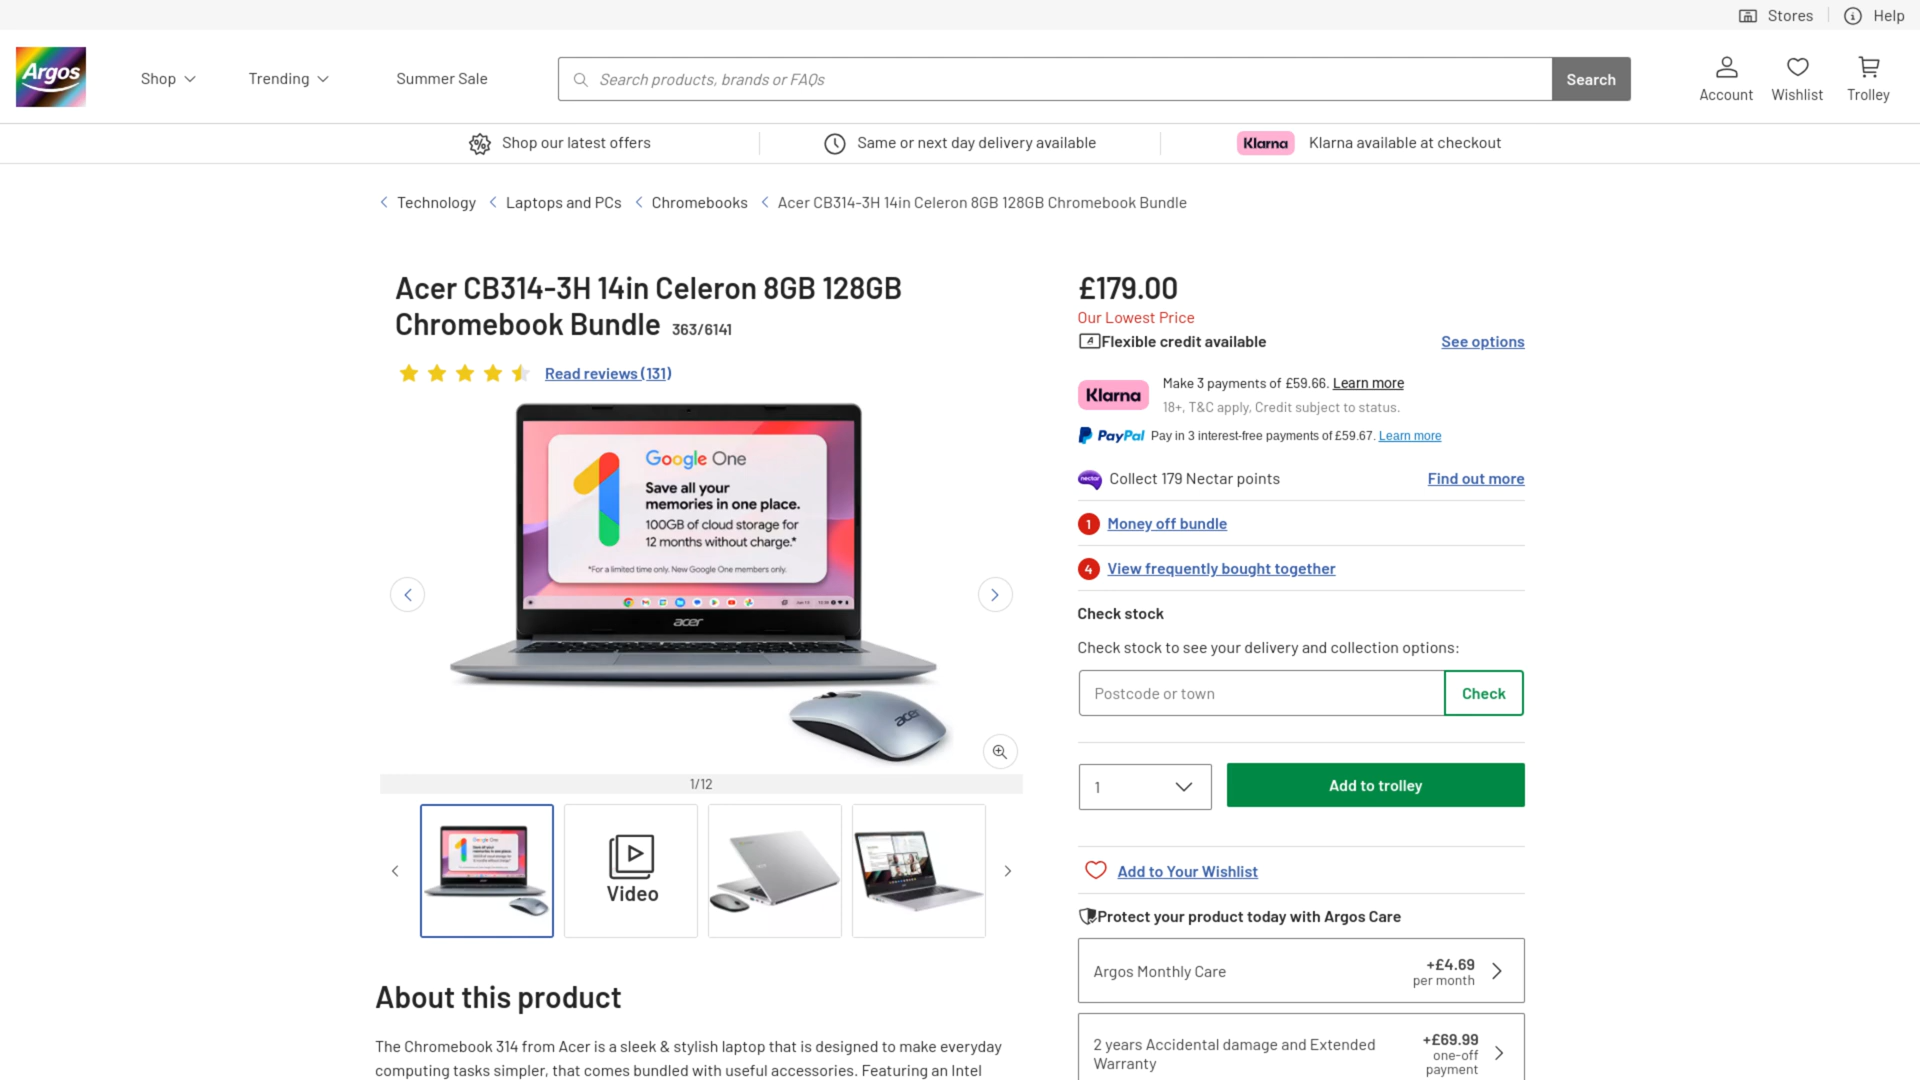 Stores
Help
Argos
Shop
Trending
Summer Sale
Search products, brands or FAQs
Search
Account
Wishlist
Trolley
Shop our latest offers
Same or next day delivery available
Klarna
Klarna available at checkout
Technology
Laptops and PCs
Chromebooks
Acer CB314-3H 14in Celeron 8GB 128GB Chromebook Bundle
Acer CB314-3H 14in Celeron 8GB 128GB
Chromebook Bundle 363/6141
Read reviews (131)
Google One
Save all your
memories in one place.
100GB of cloud storage for
12 months without charge.*
*For a limited time only. New Google One members only.
acer
acer
1/12
Video
About this product
The Chromebook 314 from Acer is a sleek & stylish laptop that is designed to make everyday
computing tasks simpler, that comes bundled with useful accessories. Featuring an Intel
£179.00
Our Lowest Price
Flexible credit available
See options
Klarna
Make 3 payments of £59.66. Learn more
18+, T&C apply, Credit subject to status.
PayPal Pay in 3 interest-free payments of £59.67. Learn more
nectar
Collect 179 Nectar points
Find out more
1 Money off bundle
4 View frequently bought together
Check stock
Check stock to see your delivery and collection options:
Postcode or town
Check
1
Add to trolley
Add to Your Wishlist
Protect your product today with Argos Care
Argos Monthly Care
+£4.69
per month
2 years Accidental damage and Extended
Warranty
+£69.99
one-off
payment